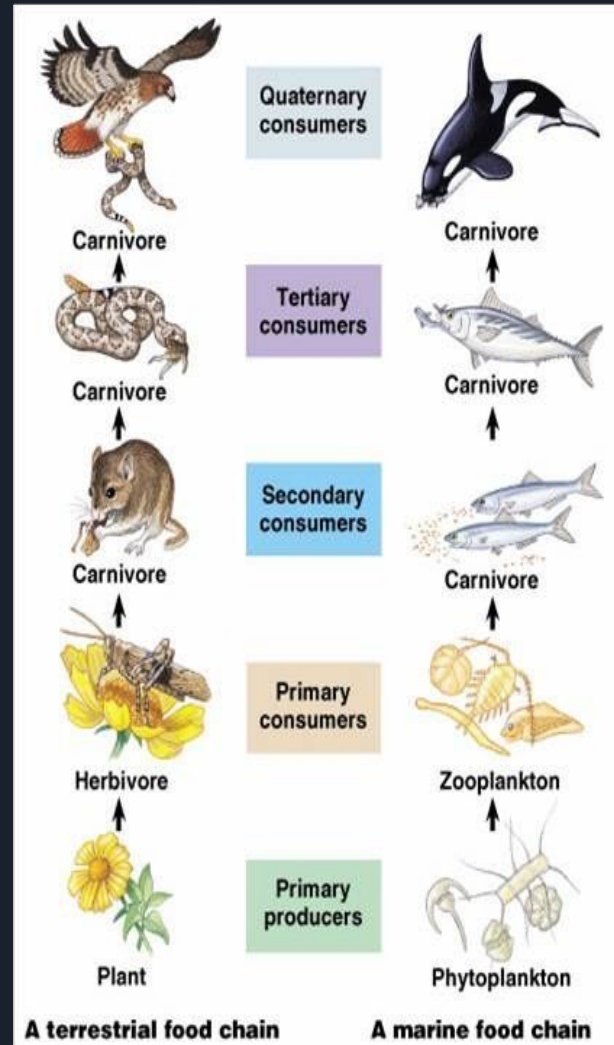 Quaternary
consumers
Carnivore
Carnivore
Tertiary
consumers
Carnivore
Carnivore
Secondary
consumers
Carnivore
Carnivore
Primary
consumers
Herbivore
Zooplankton
Primary
producers
Plant
Phytoplankton
A terrestrial food chain
A marine food chain